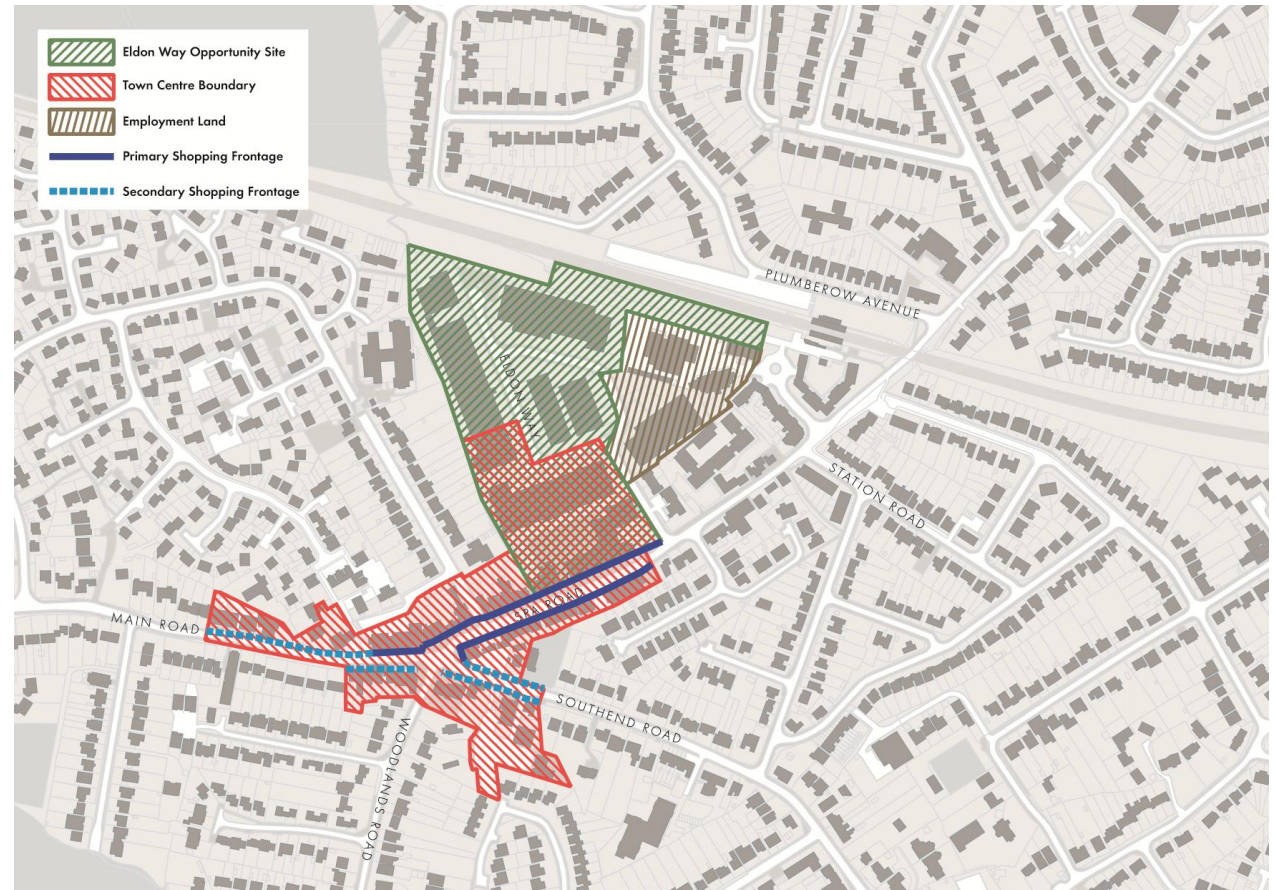 Eldon Way Opportunity Site
Town Centre Boundary
Employment Land
Primary Shopping Frontage
Secondary Shopping Frontage
PLUMBEROW AVENUE
ELDON WAY
STATION ROAD
SPA ROAD
MAIN ROAD
SOUTHEND ROAD
WOODLANDS ROAD